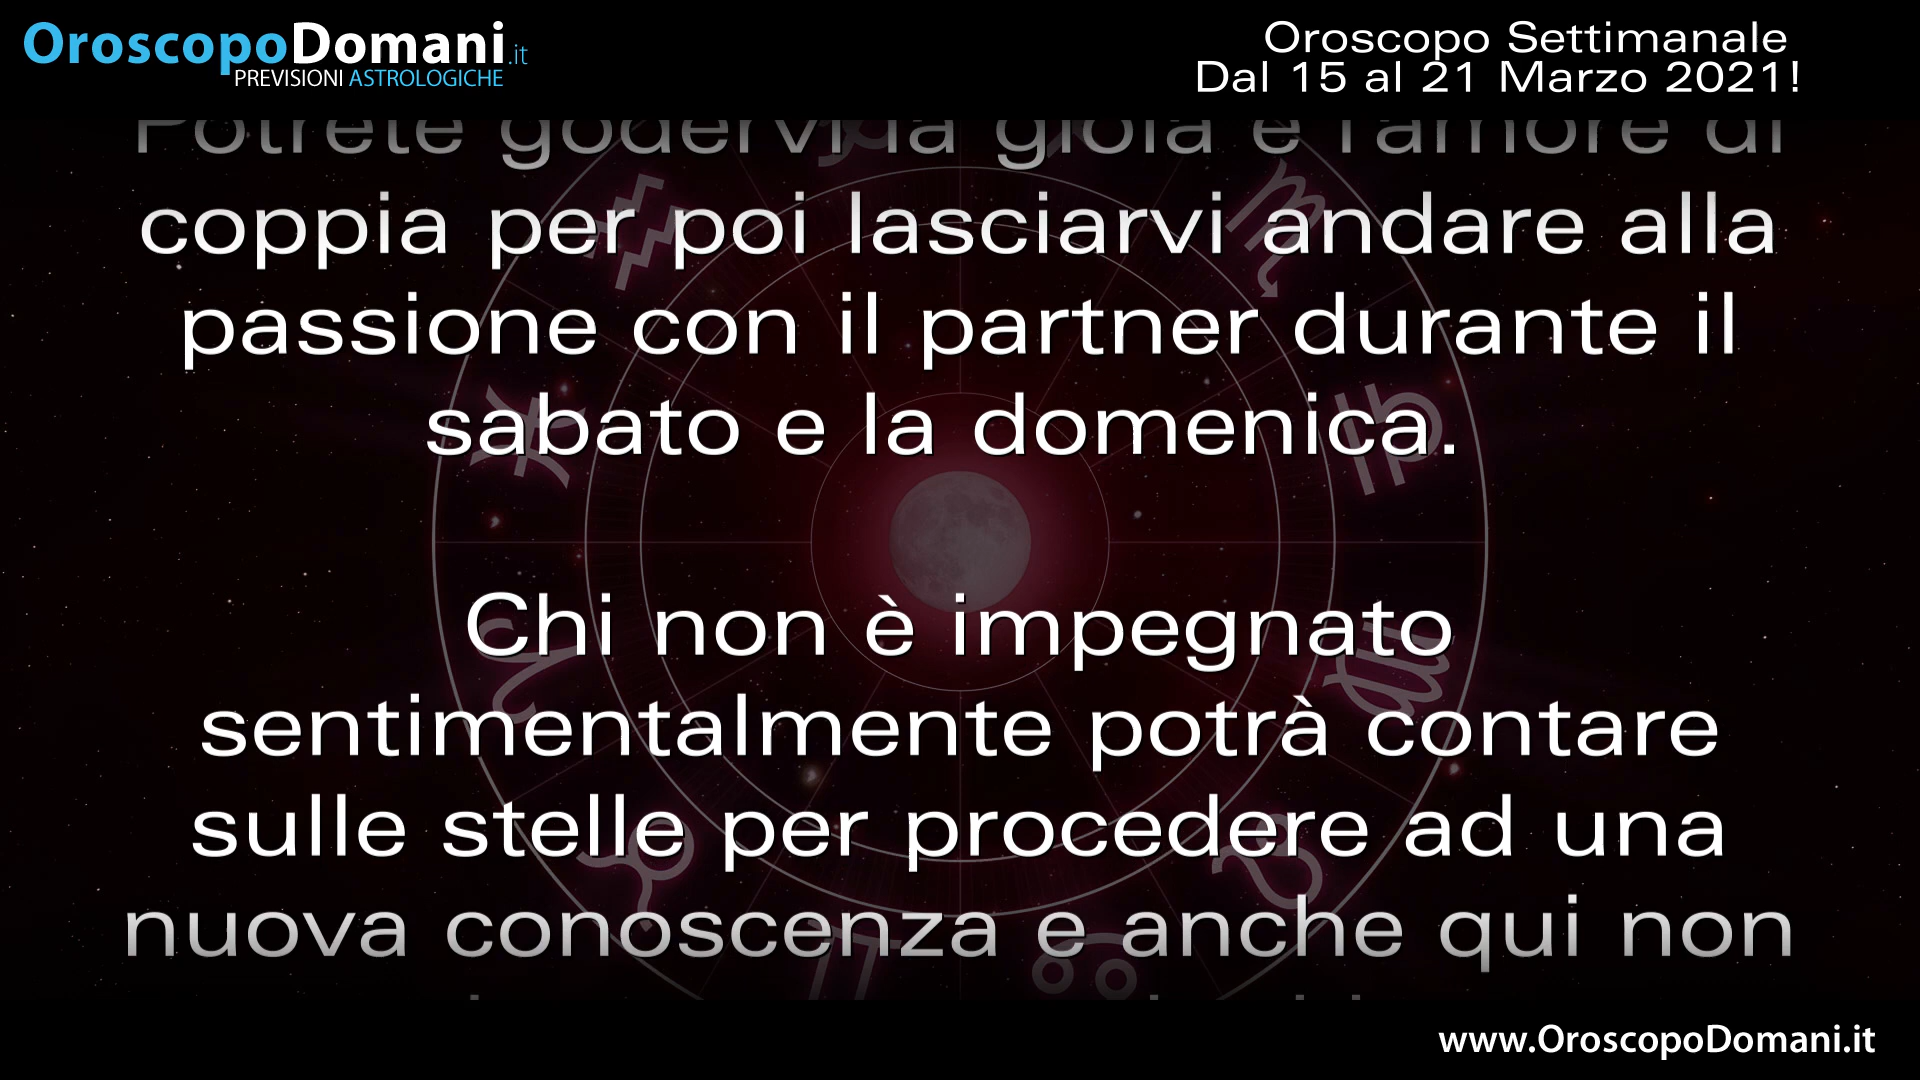 OroscopoDomani.it
PREVISIONI ASTROLOGICHE
Oroscopo Settimanale
Dal 15 al 21 Marzo 2021!
Potrete godervi la gioia e l'amore di
coppia per poi lasciarvi andare alla
passione con il partner durante il
sabato e la domenica.
Chi non è impegnato
sentimentalmente potrà contare
sulle stelle per procedere ad una
nuova conoscenza e anche qui non
www.OroscopoDomani.it